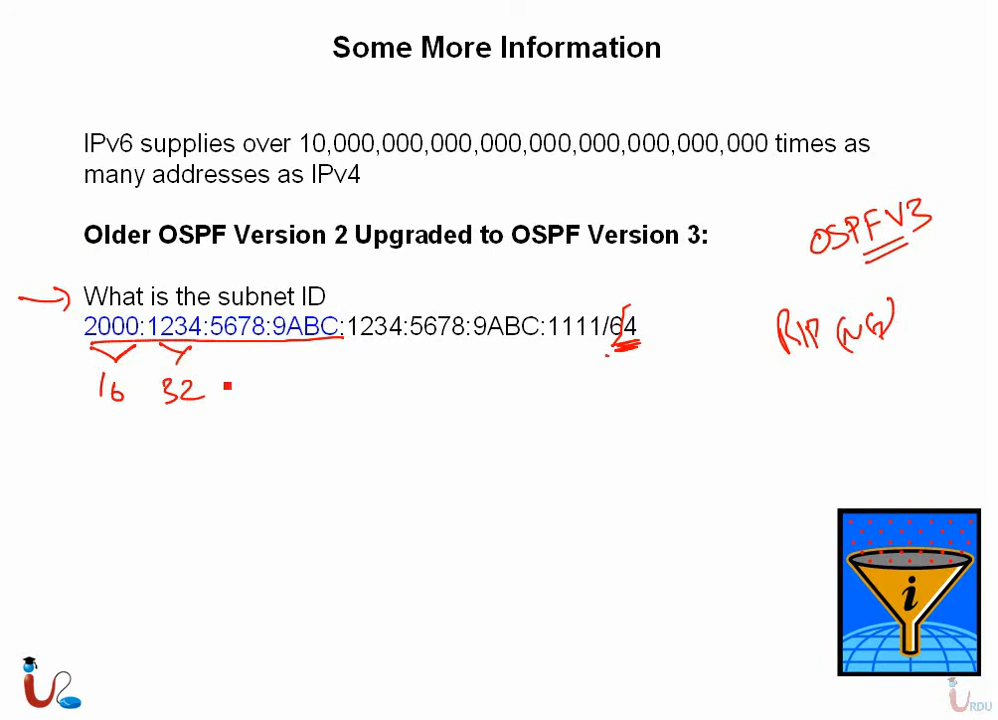 Some More Information
IPv6 supplies over 10,000,000,000,000,000,000,000,000,000 times as
many addresses as IPv4
Older OSPF Version 2 Upgraded to OSPF Version 3:
OSPFV3
What is the subnet ID
2000:1234:5678:9ABC:1234:5678:9ABC:1111/64
RIP (NG)
16 32
i
URDU